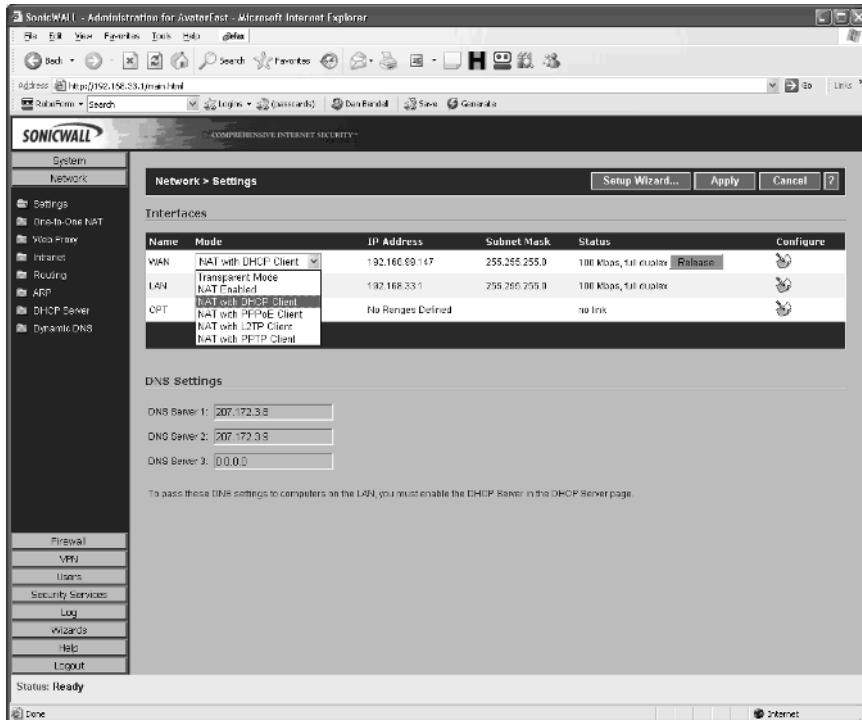 SonicWALL - Administration for AvatarEast - Microsoft Internet Explorer
File Edit View Favorites Tools Help
Back Search Favorites
Address http://192.168.33.1/main.html Go Links
RoboForm Search Logins (passcards) Dan Bendell Save Generate
SONICWALL COMPREHENSIVE INTERNET SECURITY
System
Network
Settings
One-to-One NAT
Web Proxy
Intranet
Routing
ARP
DHCP Server
Dynamic DNS
Network > Settings Setup Wizard... Apply Cancel ?
Interfaces
Name Mode IP Address Subnet Mask Status Configure
WAN NAT with DHCP Client 192.168.99.147 255.255.255.0 100 Mbps, full duplex Release
LAN 192.168.33.1 255.255.255.0 100 Mbps, full duplex
OPT No Ranges Defined no link
Transparent Mode
NAT Enabled
NAT with DHCP Client
NAT with PPPoE Client
NAT with L2TP Client
NAT with PPTP Client
DNS Settings
DNS Server 1: 207.172.3.8
DNS Server 2: 207.172.3.9
DNS Server 3: 0.0.0.0
To pass these DNS settings to computers on the LAN, you must enable the DHCP Server in the DHCP Server page.
Firewall
VPN
Users
Security Services
Log
Wizards
Help
Logout
Status: Ready
Done Internet